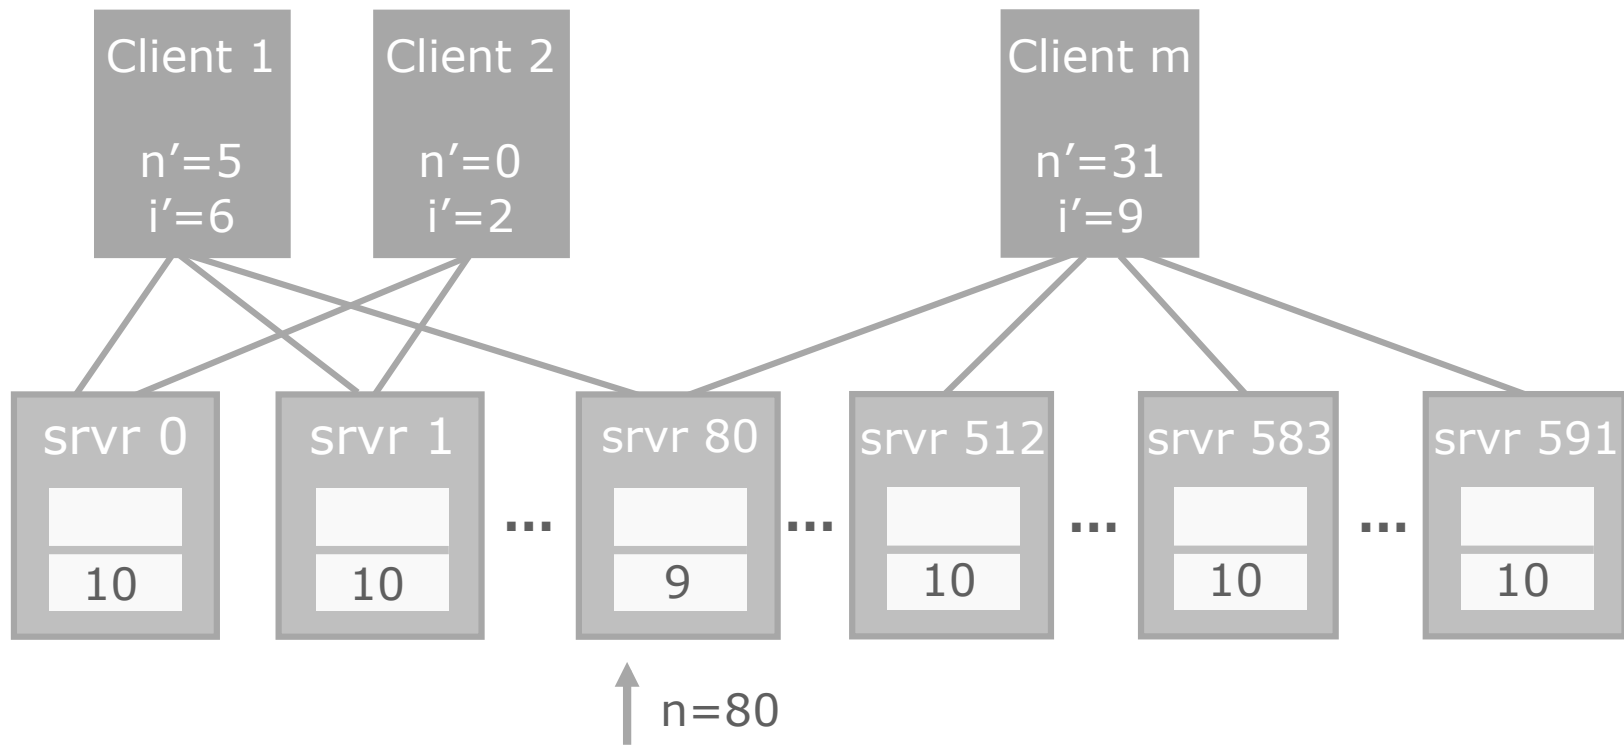 Client 1
n′=5
i′=6
Client 2
n′=0
i′=2
Client m
n′=31
i′=9
srvr 0
10
srvr 1
10
...
srvr 80
9
...
srvr 512
10
...
srvr 583
10
...
srvr 591
10
n=80